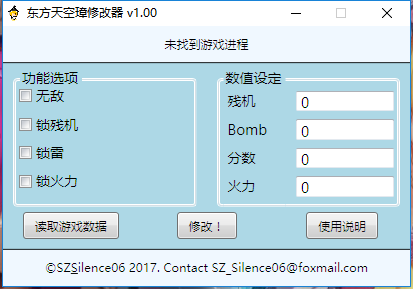 东方天空璋修改器 v1.00
未找到游戏进程
功能选项
无敌
锁残机
锁雷
锁火力
数值设定
残机 0
Bomb 0
分数 0
火力 0
读取游戏数据 修改！ 使用说明
©SZSilence06 2017. Contact SZ_Silence06@foxmail.com